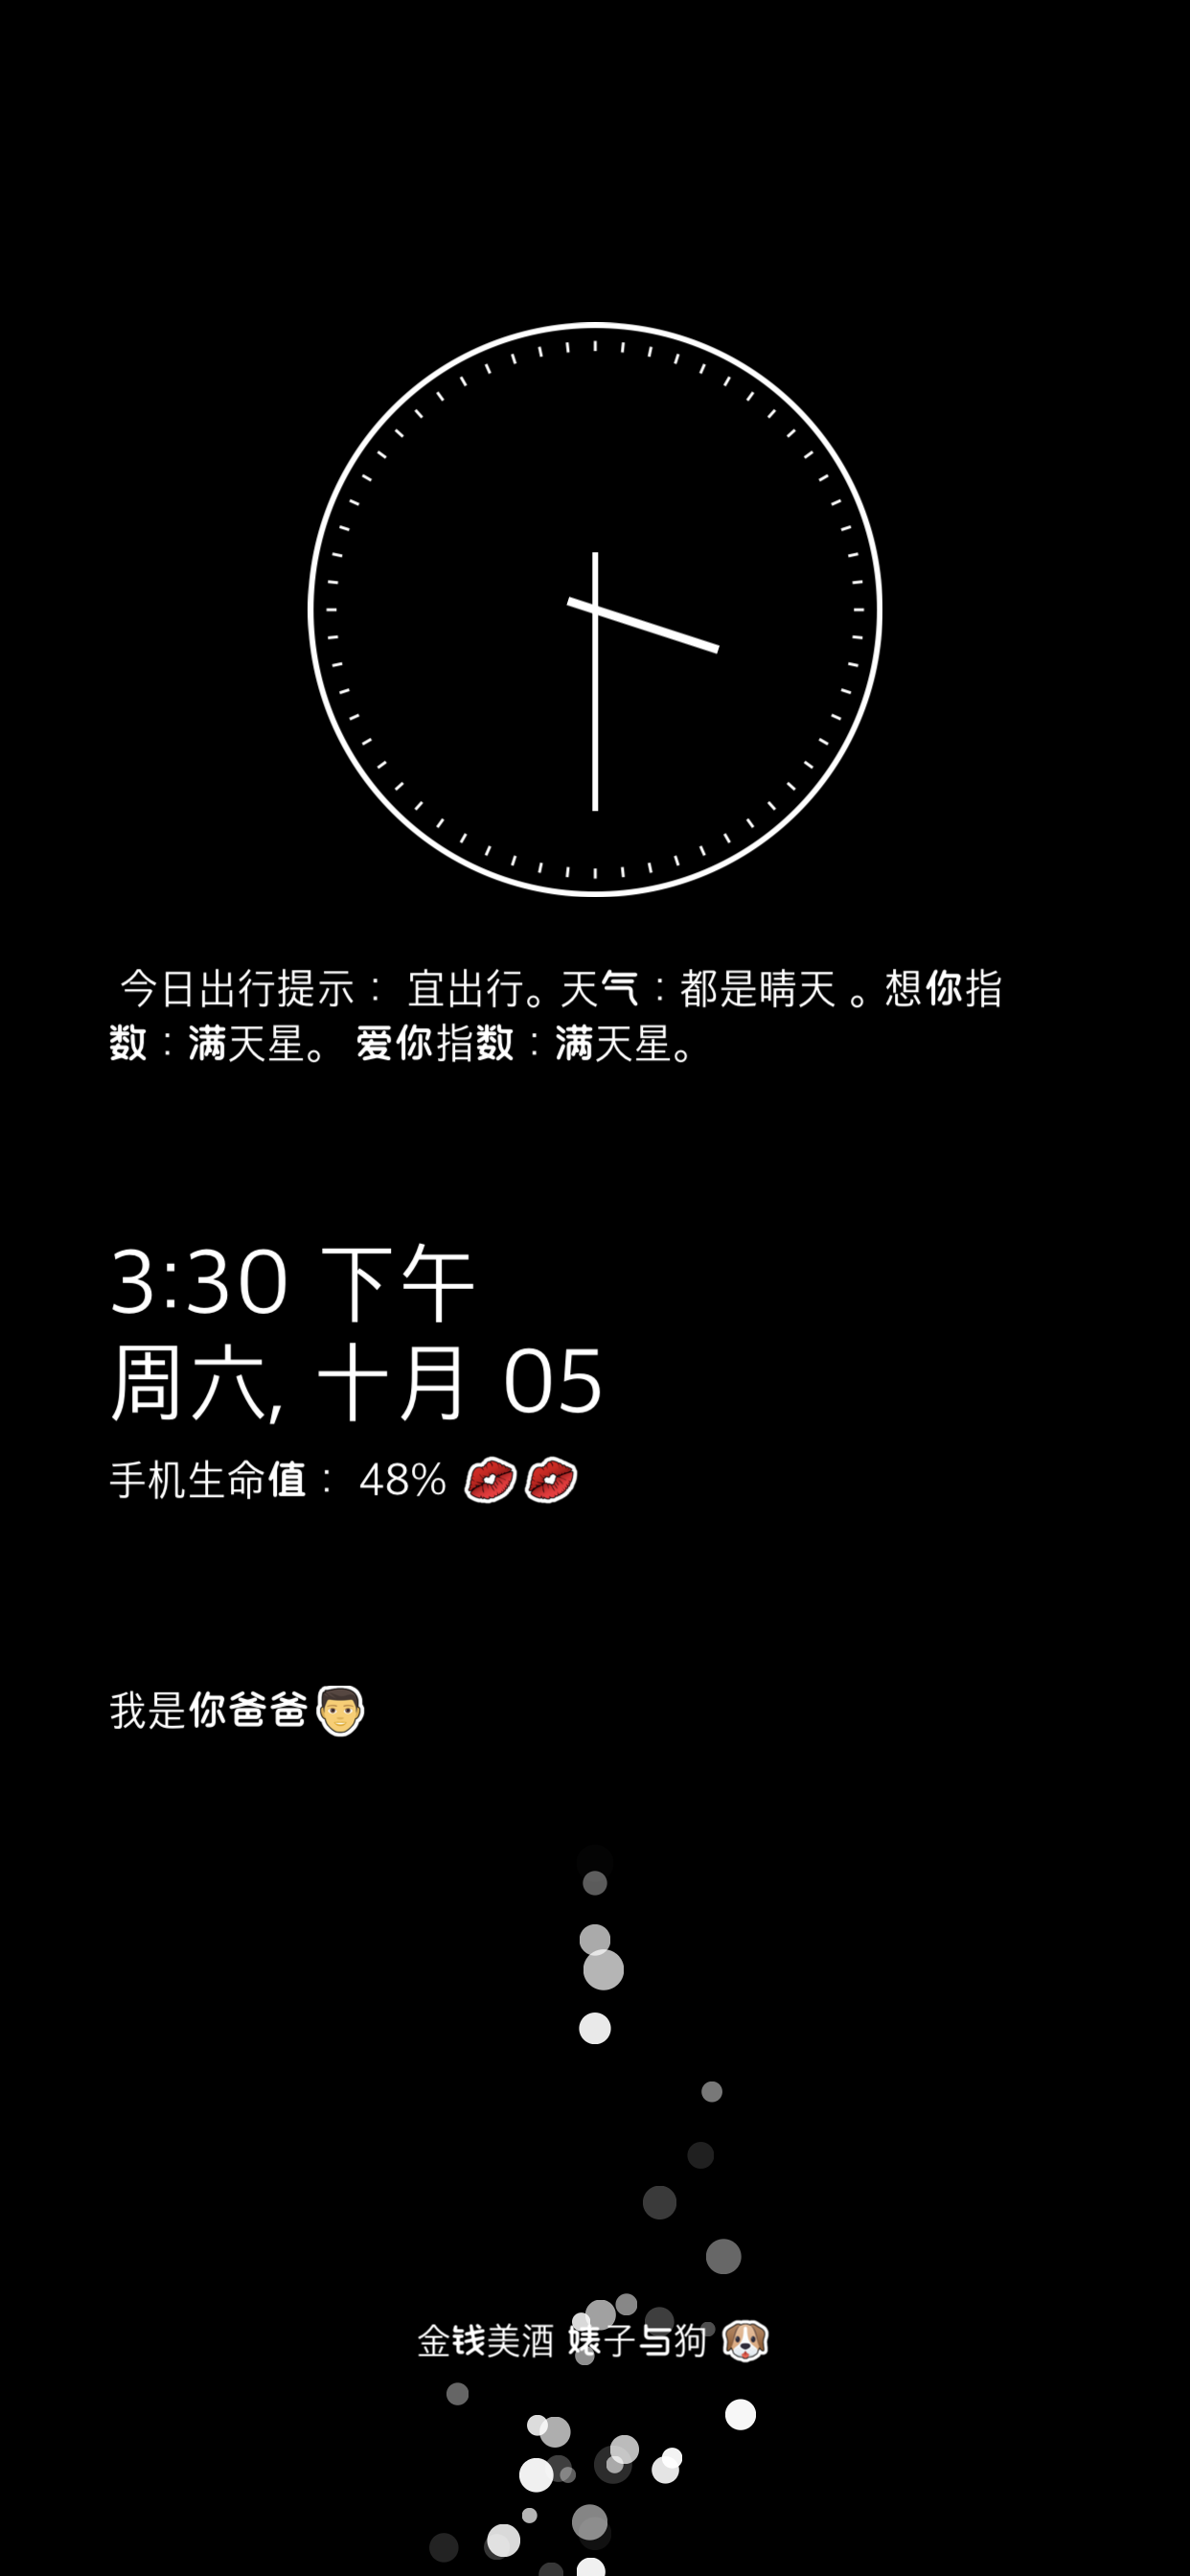 今日出行提示： 宜出行。天气：都是晴天 。想你指
数：满天星。 爱你指数：满天星。
3:30 下午
周六, 十月 05
手机生命值： 48% 💋💋
我是你爸爸👨
金钱美酒 婊子与狗 🐶